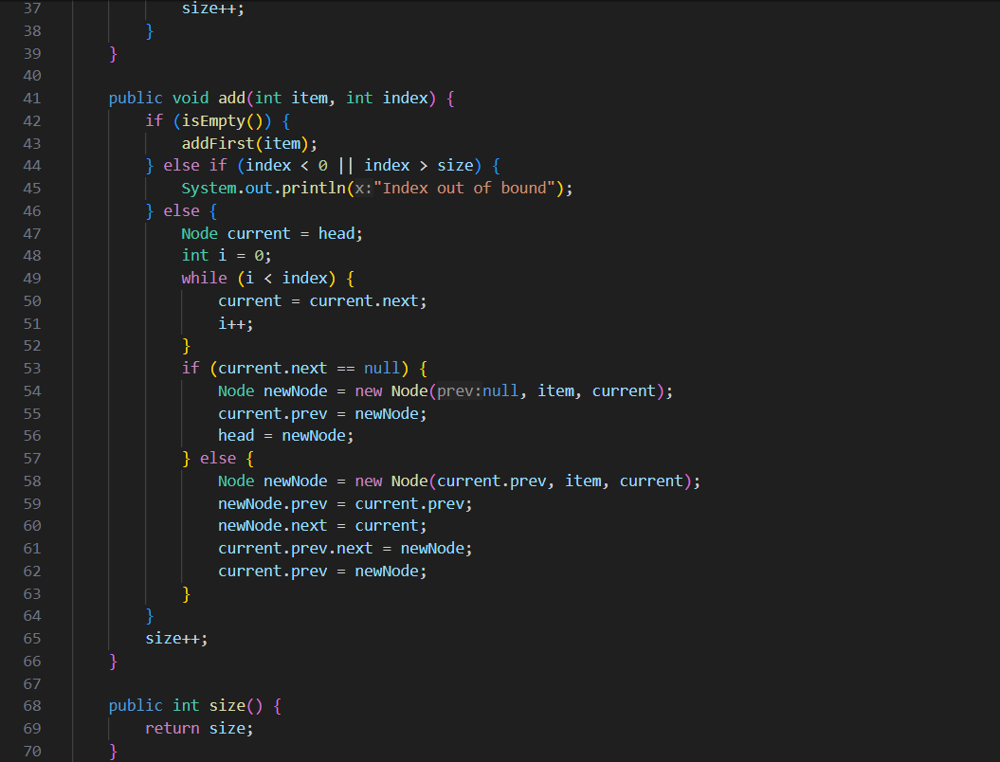 37 size++;
38 }
39 }
40
41 public void add(int item, int index) {
42 if (isEmpty()) {
43 addFirst(item);
44 } else if (index < 0 || index > size) {
45 System.out.println(x:"Index out of bound");
46 } else {
47 Node current = head;
48 int i = 0;
49 while (i < index) {
50 current = current.next;
51 i++;
52 }
53 if (current.next == null) {
54 Node newNode = new Node(prev:null, item, current);
55 current.prev = newNode;
56 head = newNode;
57 } else {
58 Node newNode = new Node(current.prev, item, current);
59 newNode.prev = current.prev;
60 newNode.next = current;
61 current.prev.next = newNode;
62 current.prev = newNode;
63 }
64 }
65 size++;
66 }
67
68 public int size() {
69 return size;
70 }